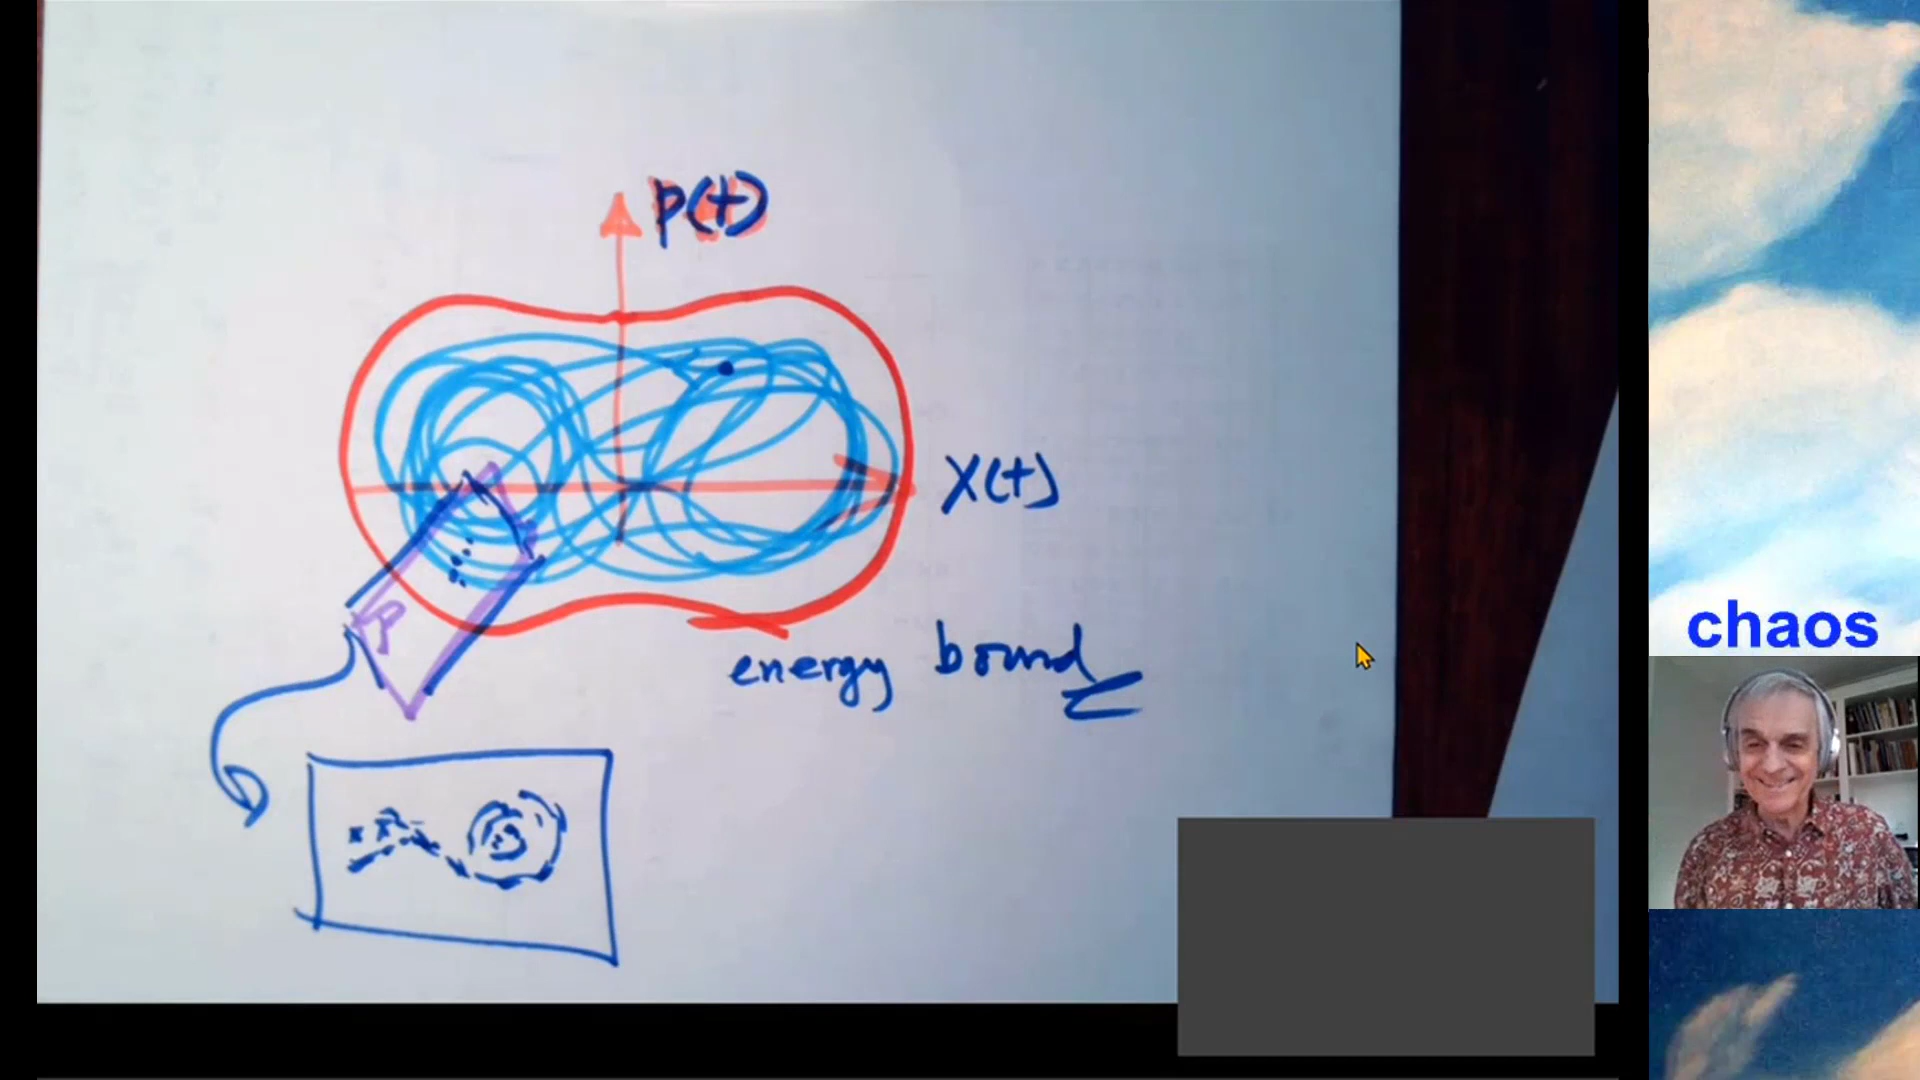 p(t)
x(t)
energy bound
P
chaos